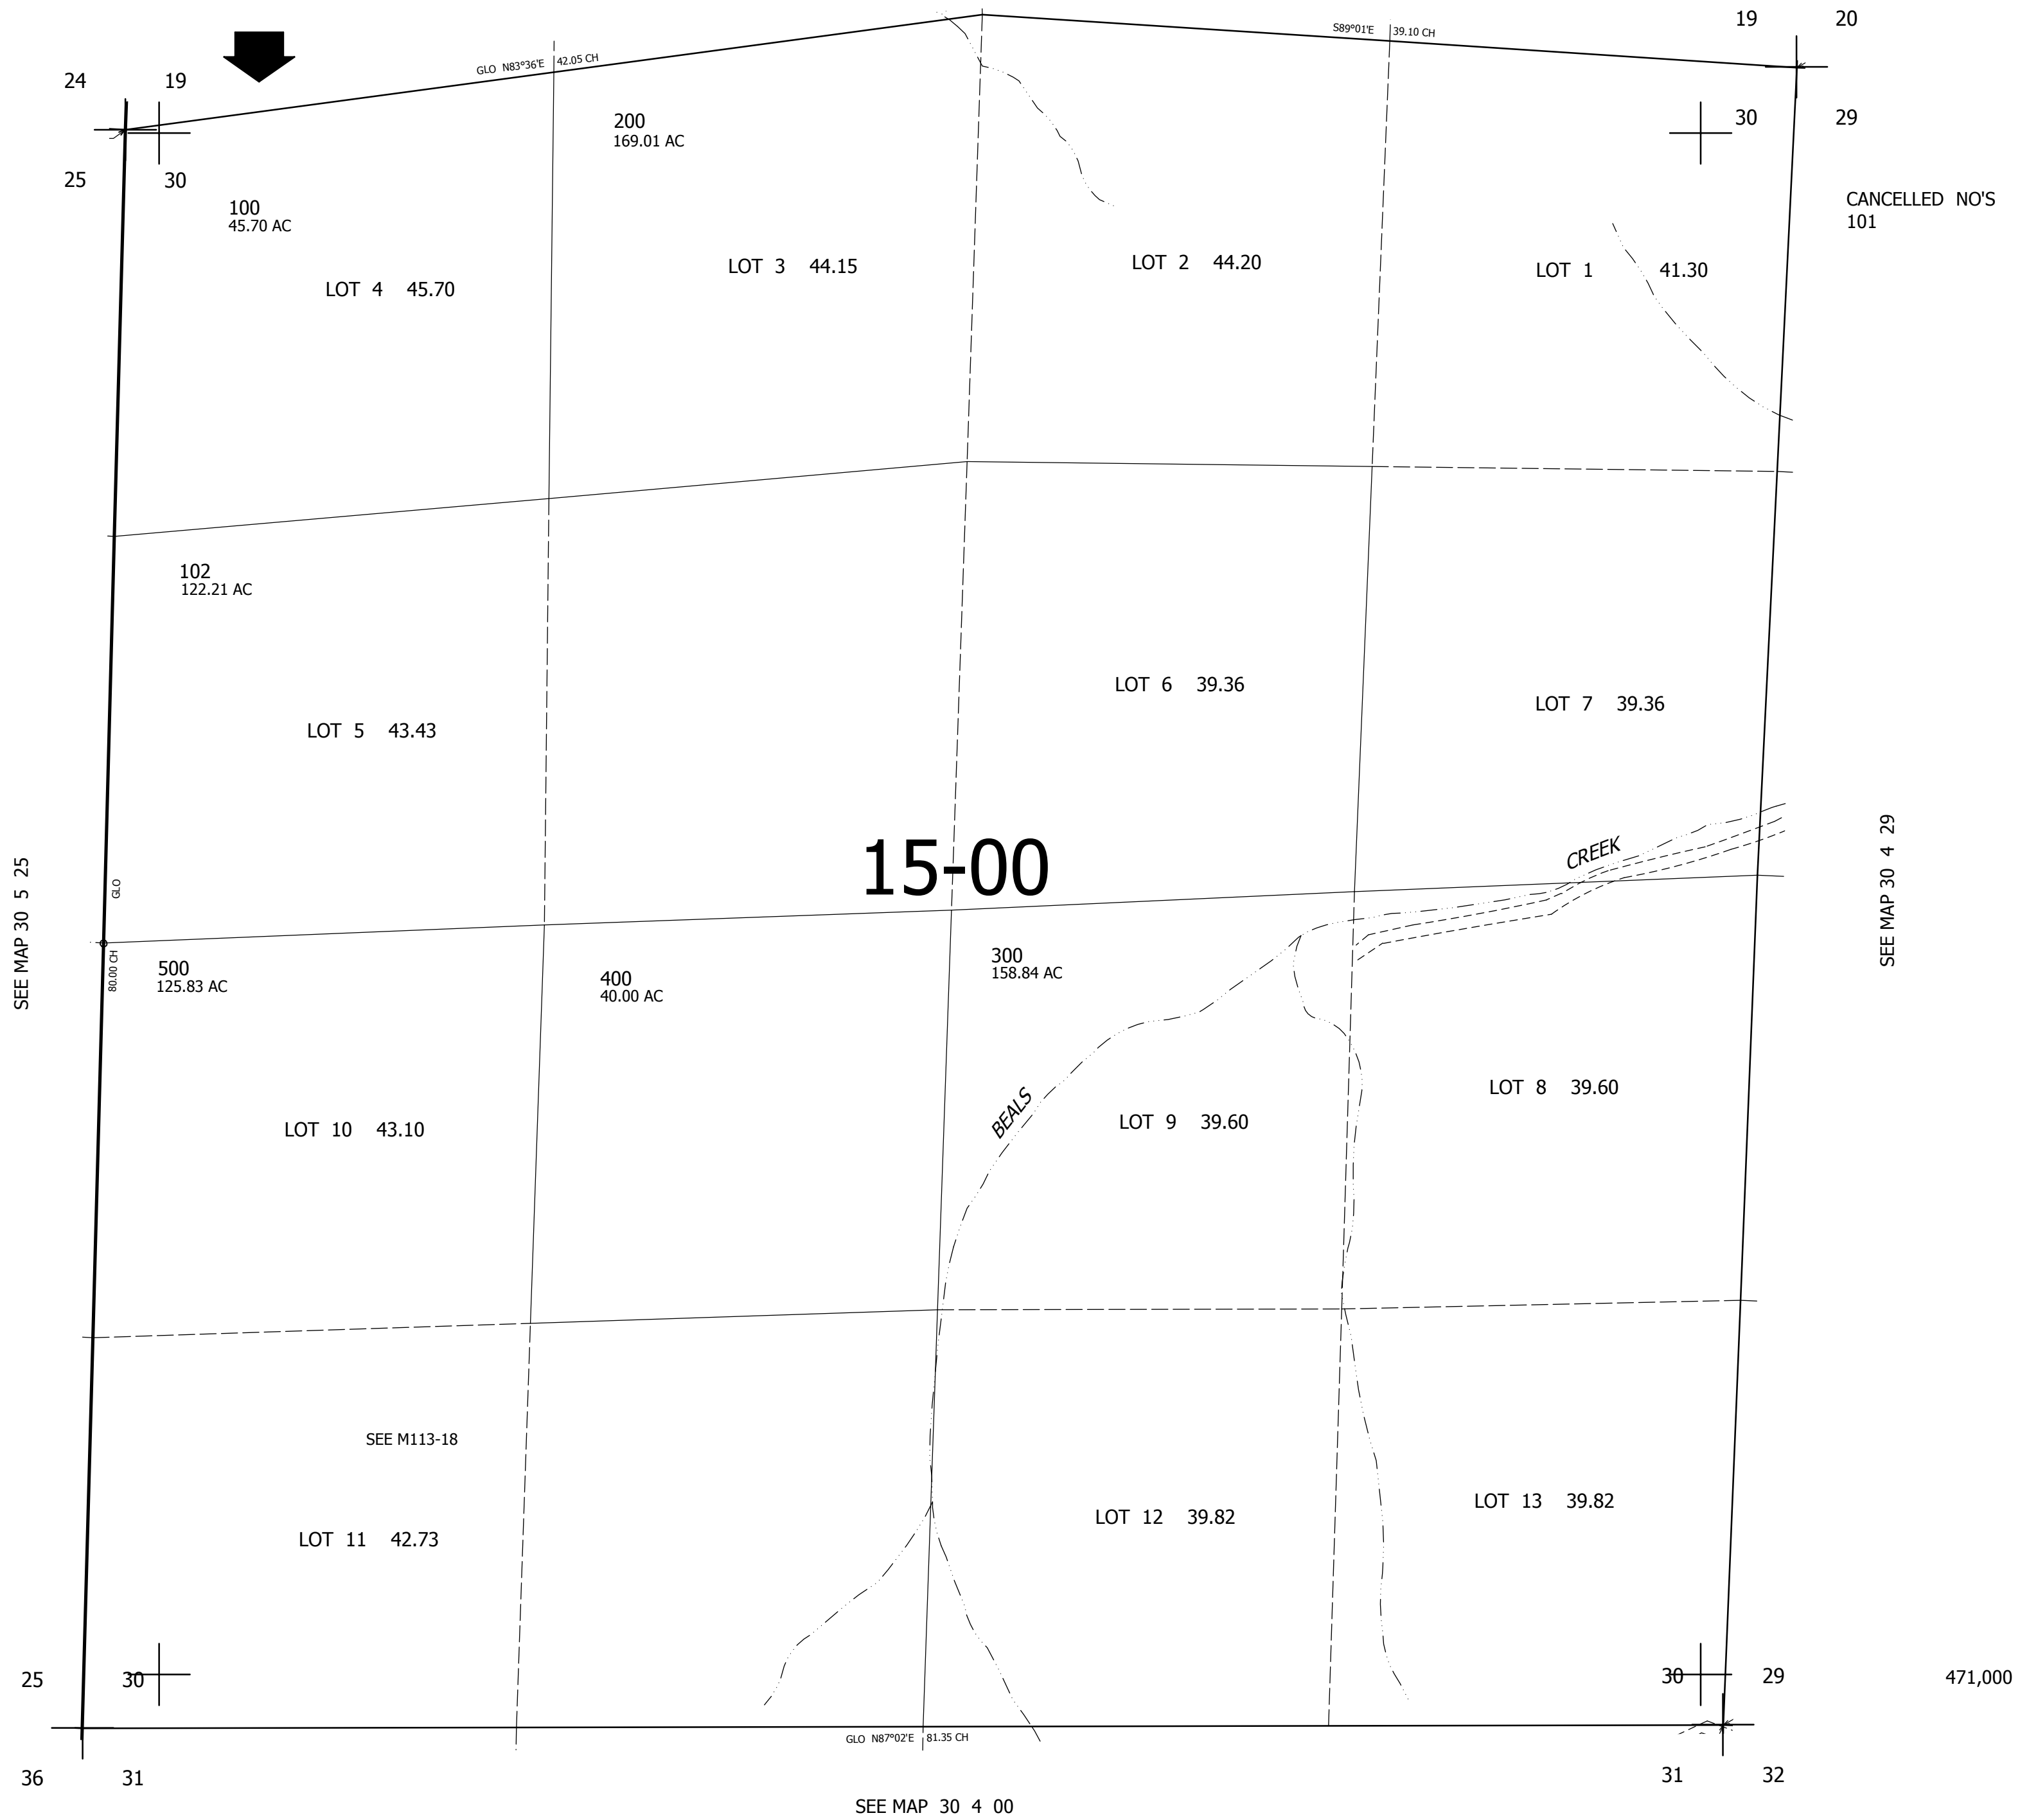 19 20
S89°01'E 39.10 CH
GLO N83°36'E 42.05 CH
24 19
200
169.01 AC
30 29
25 30
CANCELLED NO'S
101
100
45.70 AC
LOT 4 45.70
LOT 3 44.15
LOT 2 44.20
LOT 1 41.30
102
122.21 AC
LOT 5 43.43
LOT 6 39.36
LOT 7 39.36
15-00
CREEK
SEE MAP 30 5 25
GLO
80.00 CH
SEE MAP 30 4 29
500
125.83 AC
400
40.00 AC
300
158.84 AC
BEALS
LOT 10 43.10
LOT 9 39.60
LOT 8 39.60
SEE M113-18
LOT 11 42.73
LOT 12 39.82
LOT 13 39.82
25 30
30 29
471,000
GLO N87°02'E 81.35 CH
36 31
31 32
SEE MAP 30 4 00